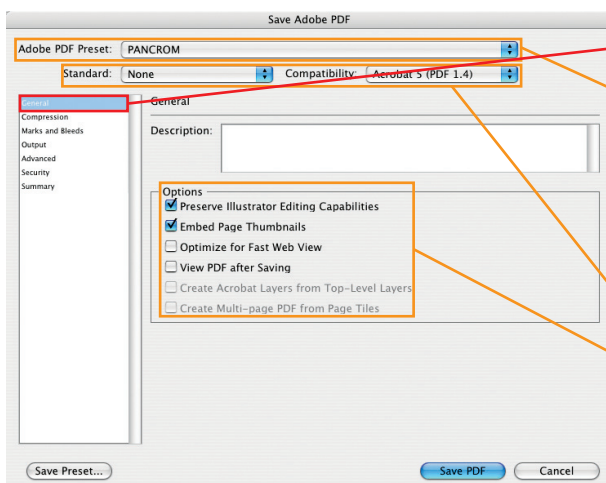 Save Adobe PDF
Adobe PDF Preset: PANCROM
Standard: None Compatibility: Acrobat 5 (PDF 1.4)
General
Compression
Marks and Bleeds
Output
Advanced
Security
Summary
General
Description:
Options
Preserve Illustrator Editing Capabilities
Embed Page Thumbnails
Optimize for Fast Web View
View PDF after Saving
Create Acrobat Layers from Top-Level Layers
Create Multi-page PDF from Page Tiles
Save Preset... Save PDF Cancel